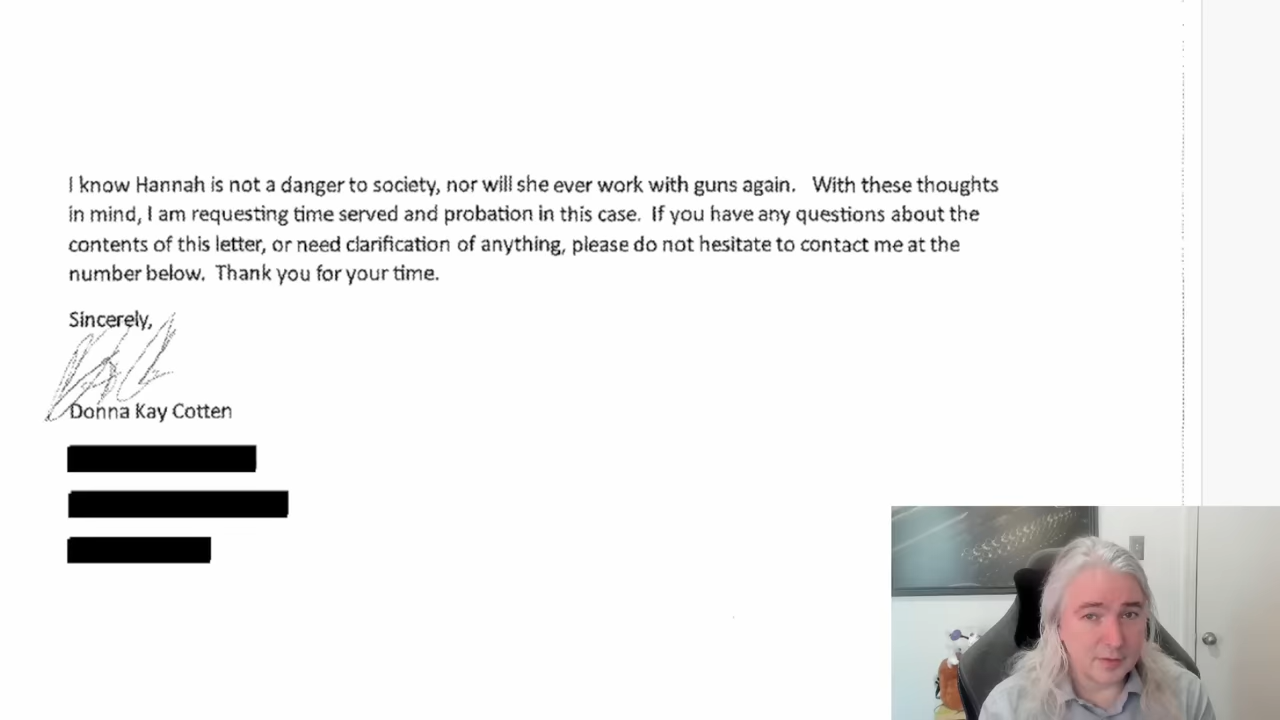 I know Hannah is not a danger to society, nor will she ever work with guns again.   With these thoughts
in mind, I am requesting time served and probation in this case.  If you have any questions about the
contents of this letter, or need clarification of anything, please do not hesitate to contact me at the
number below.  Thank you for your time.
Sincerely,
Donna Kay Cotten